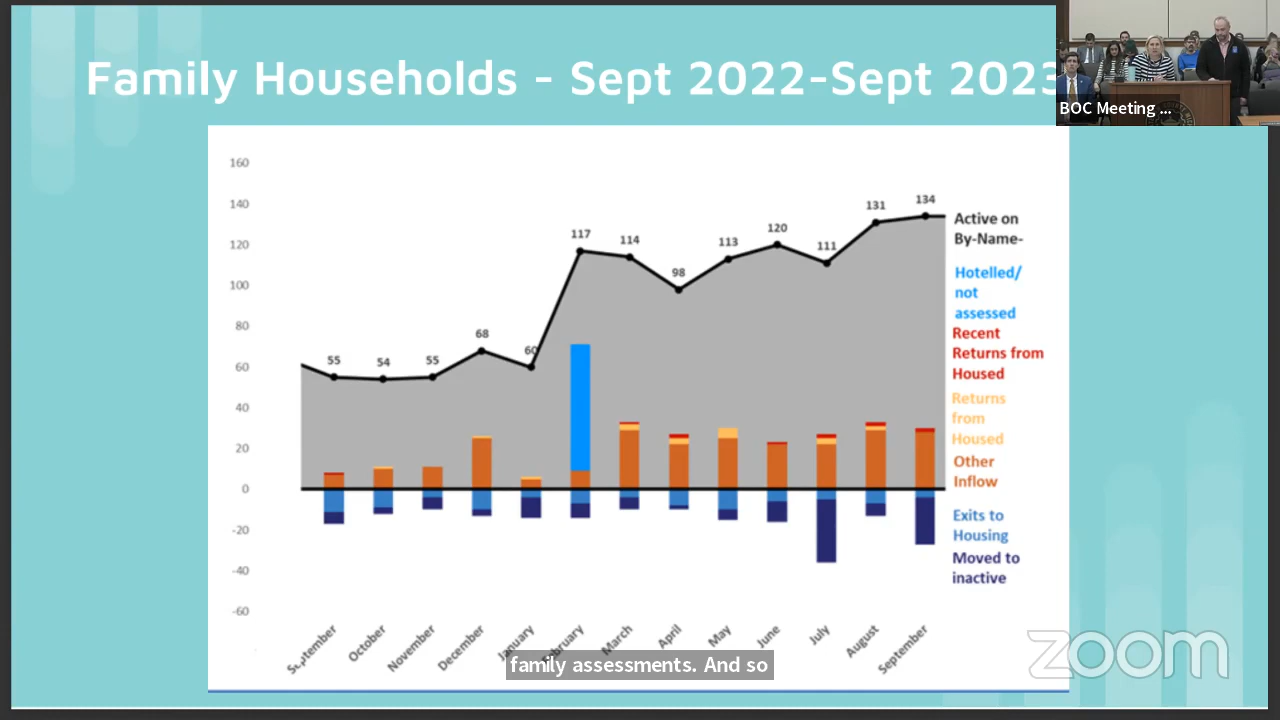 Family Households - Sept 2022-Sept 2023
BOC Meeting ...
160
140
120
100
80
60
40
20
0
-20
-40
-60
55
54
55
68
60
117
114
98
113
120
111
131
134
Active on
By-Name-
Hotelled/
not
assessed
Recent
Returns from
Housed
Returns
from
Housed
Other
Inflow
Exits to
Housing
Moved to
inactive
September
October
November
December
January
February
March
April
May
June
July
August
September
family assessments. And so
zoom